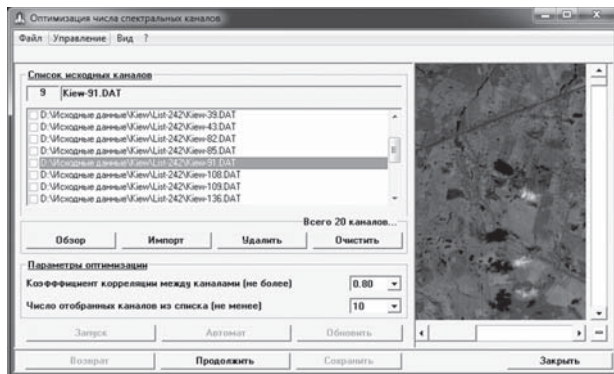 Оптимизация числа спектральных каналов
Файл Управление Вид ?
Список исходных каналов
9 Kiew-91.DAT
D:\Исходные данные\Kiew\List-242\Kiew-39.DAT
D:\Исходные данные\Kiew\List-242\Kiew-43.DAT
D:\Исходные данные\Kiew\List-242\Kiew-82.DAT
D:\Исходные данные\Kiew\List-242\Kiew-85.DAT
D:\Исходные данные\Kiew\List-242\Kiew-91.DAT
D:\Исходные данные\Kiew\List-242\Kiew-108.DAT
D:\Исходные данные\Kiew\List-242\Kiew-109.DAT
D:\Исходные данные\Kiew\List-242\Kiew-136.DAT
Всего 20 каналов...
Обзор Импорт Удалить Очистить
Параметры оптимизации
Коэффициент корреляции между каналами (не более) 0.80
Число отобранных каналов из списка (не менее) 10
Запуск Автомат Обновить
Возврат Продолжить Сохранить Закрыть